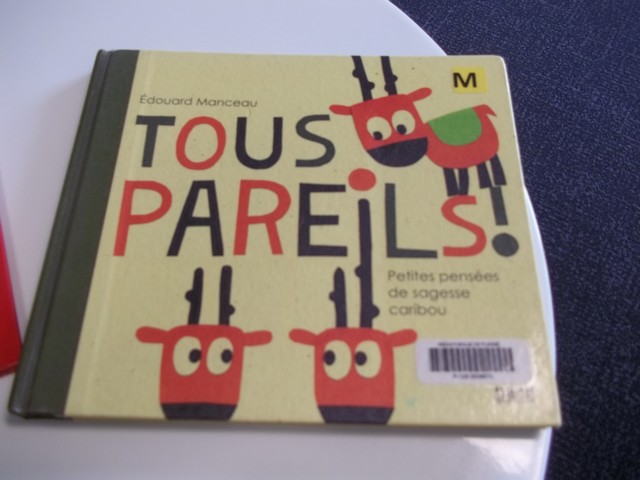 M
Édouard Manceau
TOUS
PAREiLS!
Petites pensées
de sagesse
caribou